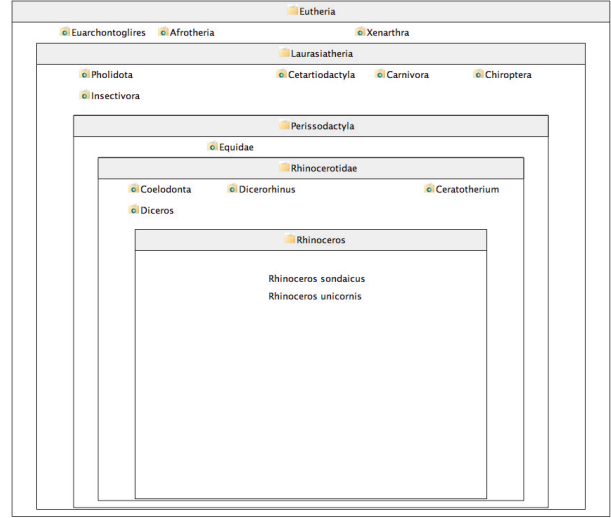 Eutheria
Euarchontoglires Afrotheria Xenarthra
Laurasiatheria
Pholidota Cetartiodactyla Carnivora Chiroptera
Insectivora
Perissodactyla
Equidae
Rhinocerotidae
Coelodonta Dicerorhinus Ceratotherium
Diceros
Rhinoceros
Rhinoceros sondaicus
Rhinoceros unicornis